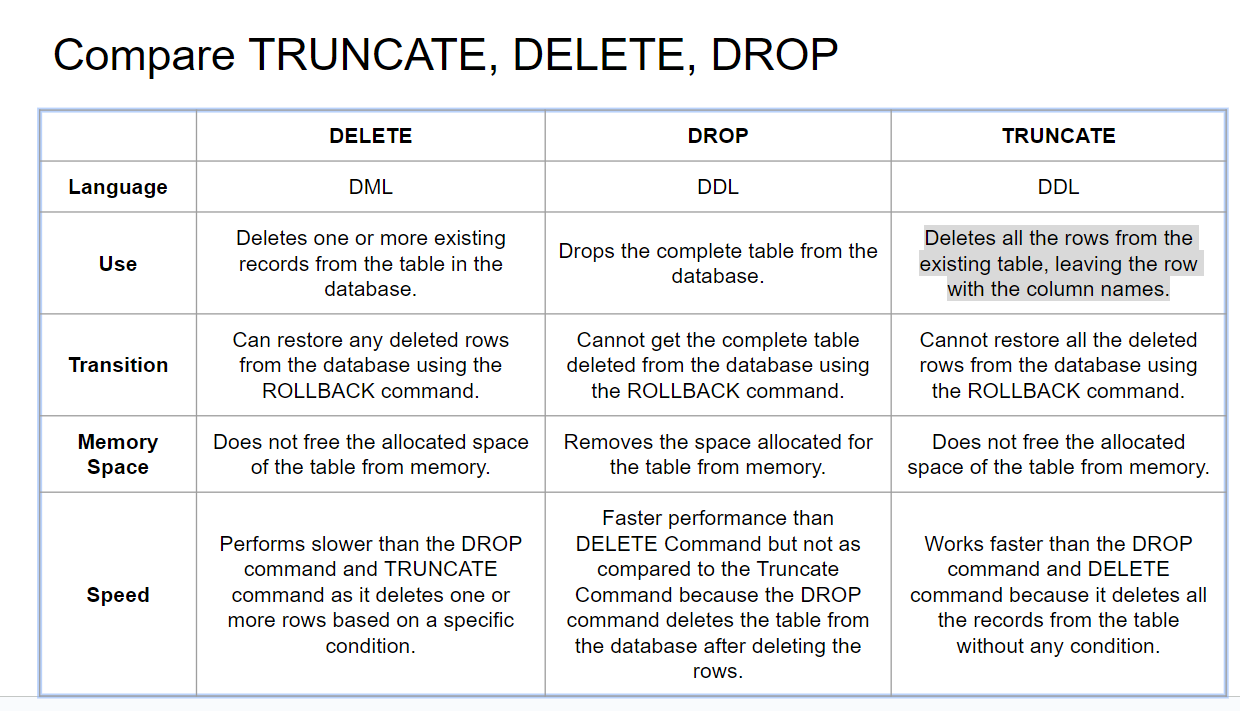 Compare TRUNCATE, DELETE, DROP
DELETE
DROP
TRUNCATE
Language
DML
DDL
DDL
Use
Deletes one or more existing
records from the table in the
database.
Drops the complete table from the
database.
Deletes all the rows from the
existing table, leaving the row
with the column names.
Transition
Can restore any deleted rows
from the database using the
ROLLBACK command.
Cannot get the complete table
deleted from the database using
the ROLLBACK command.
Cannot restore all the deleted
rows from the database using
the ROLLBACK command.
Memory
Space
Does not free the allocated space
of the table from memory.
Removes the space allocated for
the table from memory.
Does not free the allocated
space of the table from memory.
Speed
Performs slower than the DROP
command and TRUNCATE
command as it deletes one or
more rows based on a specific
condition.
Faster performance than
DELETE Command but not as
compared to the Truncate
Command because the DROP
command deletes the table from
the database after deleting the
rows.
Works faster than the DROP
command and DELETE
command because it deletes all
the records from the table
without any condition.